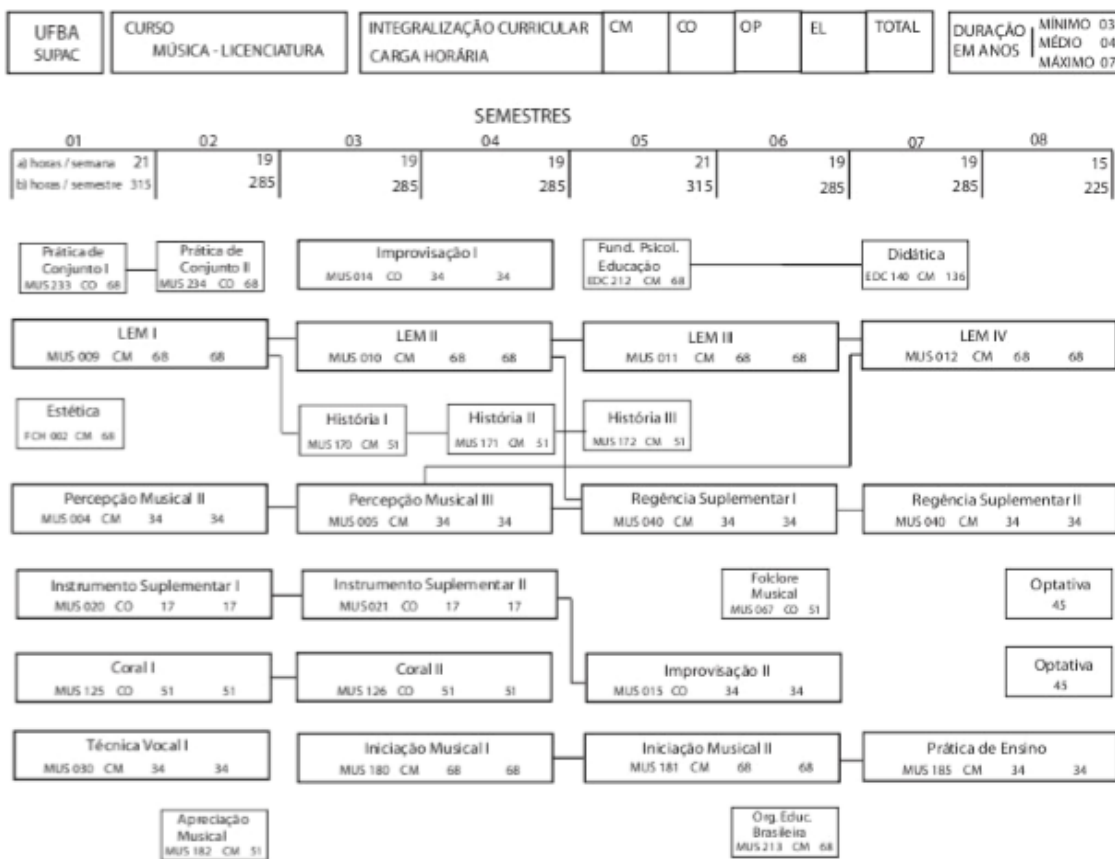 UFBA
SUPAC
CURSO
MÚSICA - LICENCIATURA
INTEGRALIZAÇÃO CURRICULAR
CARGA HORÁRIA
CM
CO
OP
EL
TOTAL
DURAÇÃO
EM ANOS
MÍNIMO 03
MÉDIO 04
MÁXIMO 07
SEMESTRES
01 02 03 04 05 06 07 08
a) horas / semana 21 19 19 19 21 19 19 15
b) horas / semestre 315 285 285 285 315 285 285 225
Prática de
Conjunto I
MUS 233 CO 68
Prática de
Conjunto II
MUS 234 CO 68
Improvisação I
MUS 014 CO 34 34
Fund. Psicol.
Educação
EDC 212 CM 68
Didática
EDC 140 CM 136
LEM I
MUS 009 CM 68 68
LEM II
MUS 010 CM 68 68
LEM III
MUS 011 CM 68 68
LEM IV
MUS 012 CM 68 68
Estética
FCH 002 CM 68
História I
MUS 170 CM 51
História II
MUS 171 CM 51
História III
MUS 172 CM 51
Percepção Musical II
MUS 004 CM 34 34
Percepção Musical III
MUS 005 CM 34 34
Regência Suplementar I
MUS 040 CM 34 34
Regência Suplementar II
MUS 040 CM 34 34
Instrumento Suplementar I
MUS 020 CO 17 17
Instrumento Suplementar II
MUS 021 CO 17 17
Folclore
Musical
MUS 067 CO 51
Optativa
45
Coral I
MUS 125 CO 51 51
Coral II
MUS 126 CO 51 51
Improvisação II
MUS 015 CO 34 34
Optativa
45
Técnica Vocal I
MUS 030 CM 34 34
Iniciação Musical I
MUS 180 CM 68 68
Iniciação Musical II
MUS 181 CM 68 68
Prática de Ensino
MUS 185 CM 34 34
Apreciação
Musical
MUS 182 CM 51
Org. Educ.
Brasileira
MUS 213 CM 68